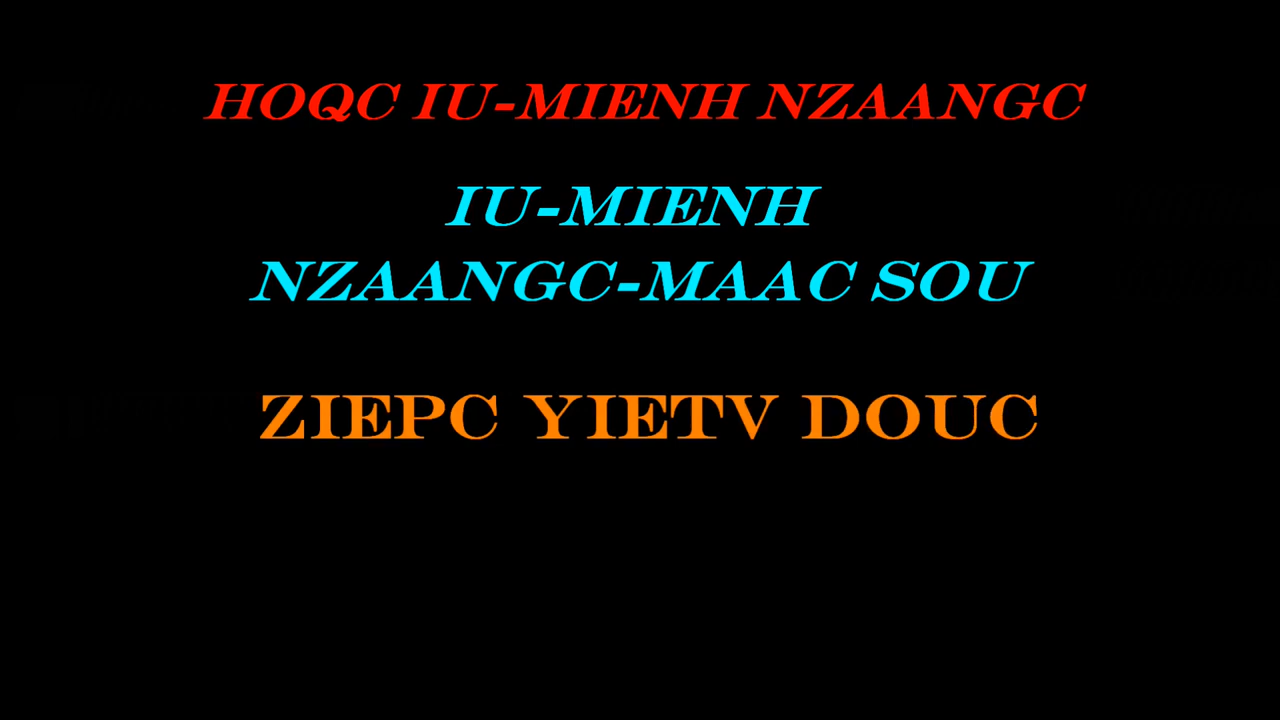 HOQC IU-MIENH NZAANGC
IU-MIENH
NZAANGC-MAAC SOU
ZIEPC YIETV DOUC